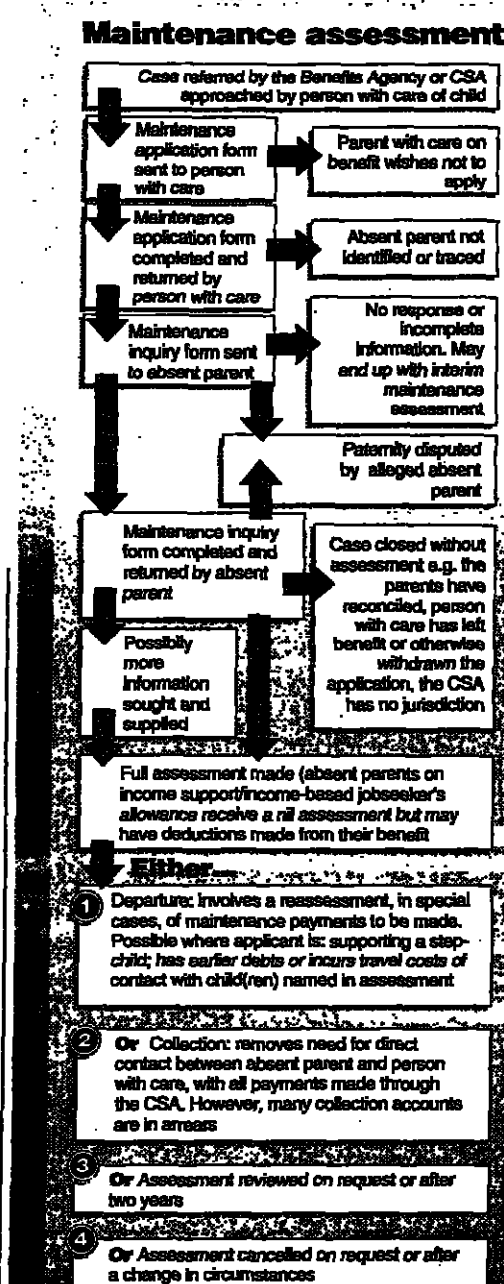 Maintenance assessment
Case referred by the Benefits Agency or CSA
approached by person with care of child
Maintenance
application form
sent to person
with care
Parent with care on
benefit wishes not to
apply
Maintenance
application form
completed and
returned by
person with care
Absent parent not
identified or traced
Maintenance
inquiry form sent
to absent parent
No response or
incomplete
information. May
end up with interim
maintenance
assessment
Paternity disputed
by alleged absent
parent
Maintenance inquiry
form completed and
returned by absent
parent
Case closed without
assessment e.g. the
parents have
reconciled, person
with care has left
benefit or otherwise
withdrawn the
application, the CSA
has no jurisdiction
Possibily
more
information
sought and
supplied
Full assessment made (absent parents on
income support/income-based jobseeker's
allowance receive a nil assessment but may
have deductions made from their benefit
Either...
1 Departure: involves a reassessment, in special
cases, of maintenance payments to be made.
Possible where applicant is: supporting a step-
child; has earlier debts or incurs travel costs of
contact with child(ren) named in assessment
2
Or Collection: removes need for direct
contact between absent parent and person
with care, with all payments made through
the CSA. However, many collection accounts
are in arrears
3
Or Assessment reviewed on request or after
two years
4
Or Assessment cancelled on request or after
a change in circumstances